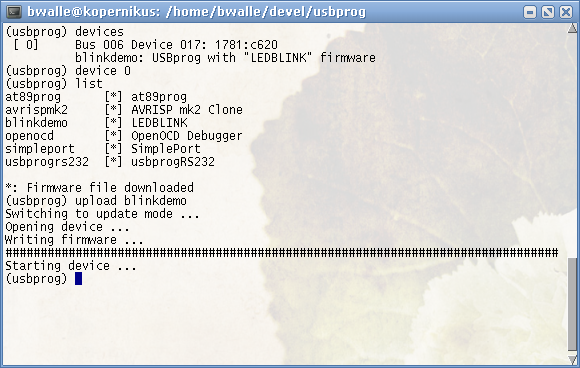 bwalle@kopernikus: /home/bwalle/devel/usbprog
(usbprog) devices
 [ 0]     Bus 006 Device 017: 1781:c620
          blinkdemo: USBprog with "LEDBLINK" firmware
(usbprog) device 0
(usbprog) list
at89prog      [*] at89prog
avrispmk2     [*] AVRISP mk2 Clone
blinkdemo     [*] LEDBLINK
openocd       [*] OpenOCD Debugger
simpleport    [*] SimplePort
usbprogrs232  [*] usbprogRS232

*: Firmware file downloaded
(usbprog) upload blinkdemo
Switching to update mode ...
Opening device ...
Writing firmware ...
###############################################################################
Starting device ...
(usbprog)